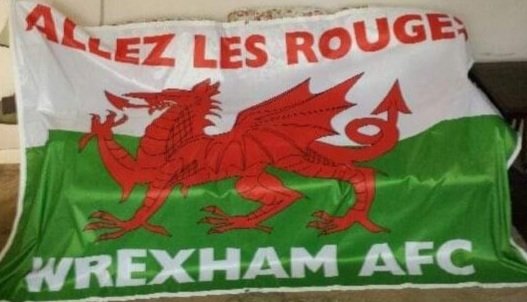 ALLEZ LES ROUGES
WREXHAM AFC